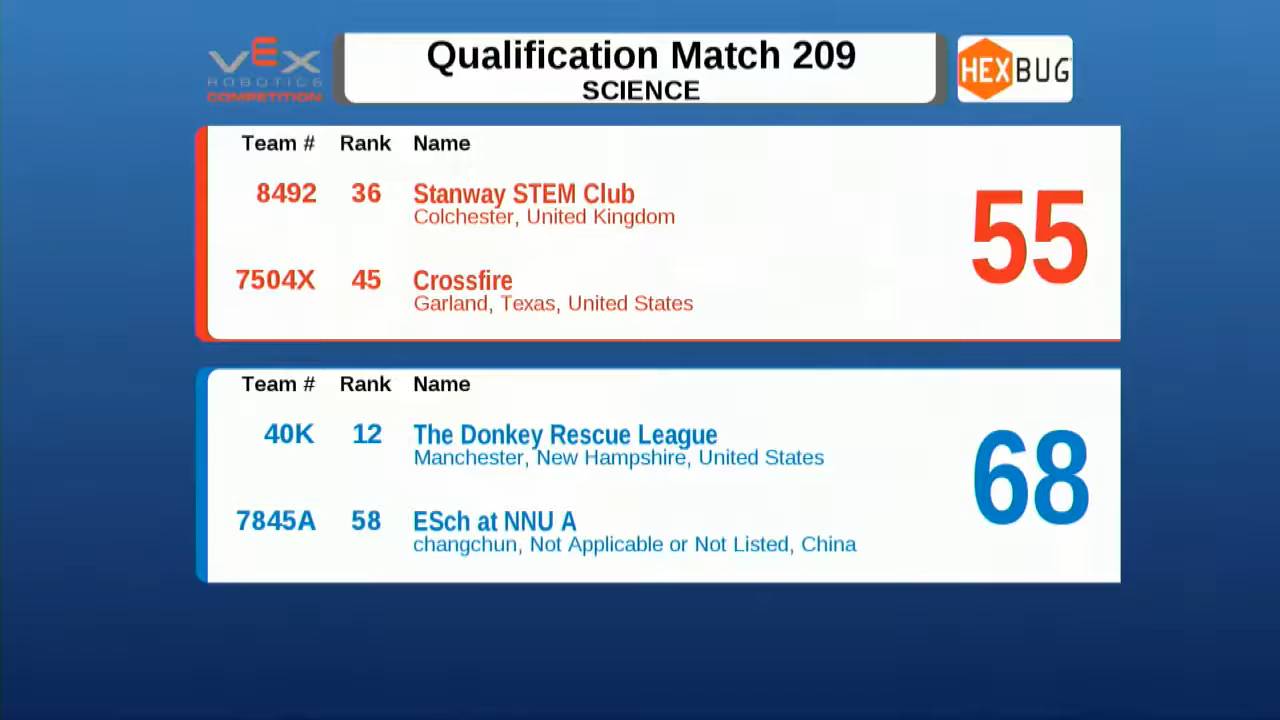 VEX
ROBOTICS
COMPETITION
Qualification Match 209
SCIENCE
HEXBUG
Team # Rank Name
8492 36 Stanway STEM Club
Colchester, United Kingdom
7504X 45 Crossfire
Garland, Texas, United States
55
Team # Rank Name
40K 12 The Donkey Rescue League
Manchester, New Hampshire, United States
7845A 58 ESch at NNU A
changchun, Not Applicable or Not Listed, China
68